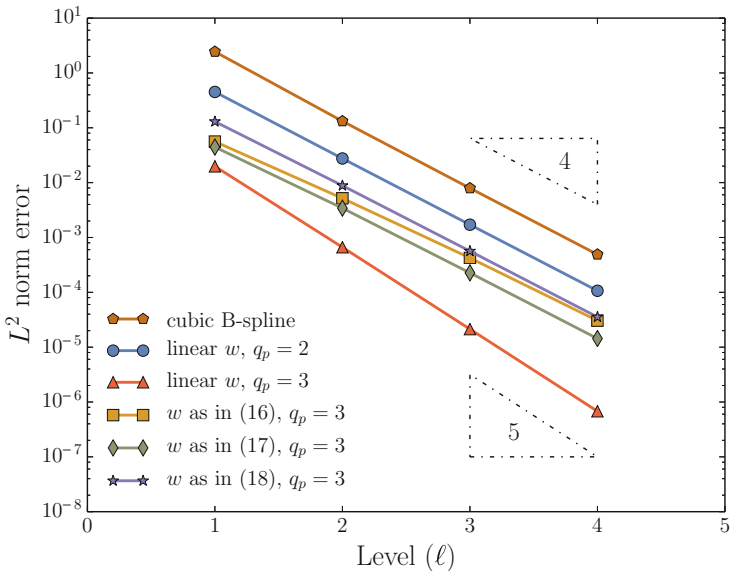 10^1
10^0
10^{-1}
10^{-2}
10^{-3}
10^{-4}
10^{-5}
10^{-6}
10^{-7}
10^{-8}
L^2 norm error
4
5
cubic B-spline
linear w, q_p = 2
linear w, q_p = 3
w as in (16), q_p = 3
w as in (17), q_p = 3
w as in (18), q_p = 3
0 1 2 3 4 5
Level (ℓ)